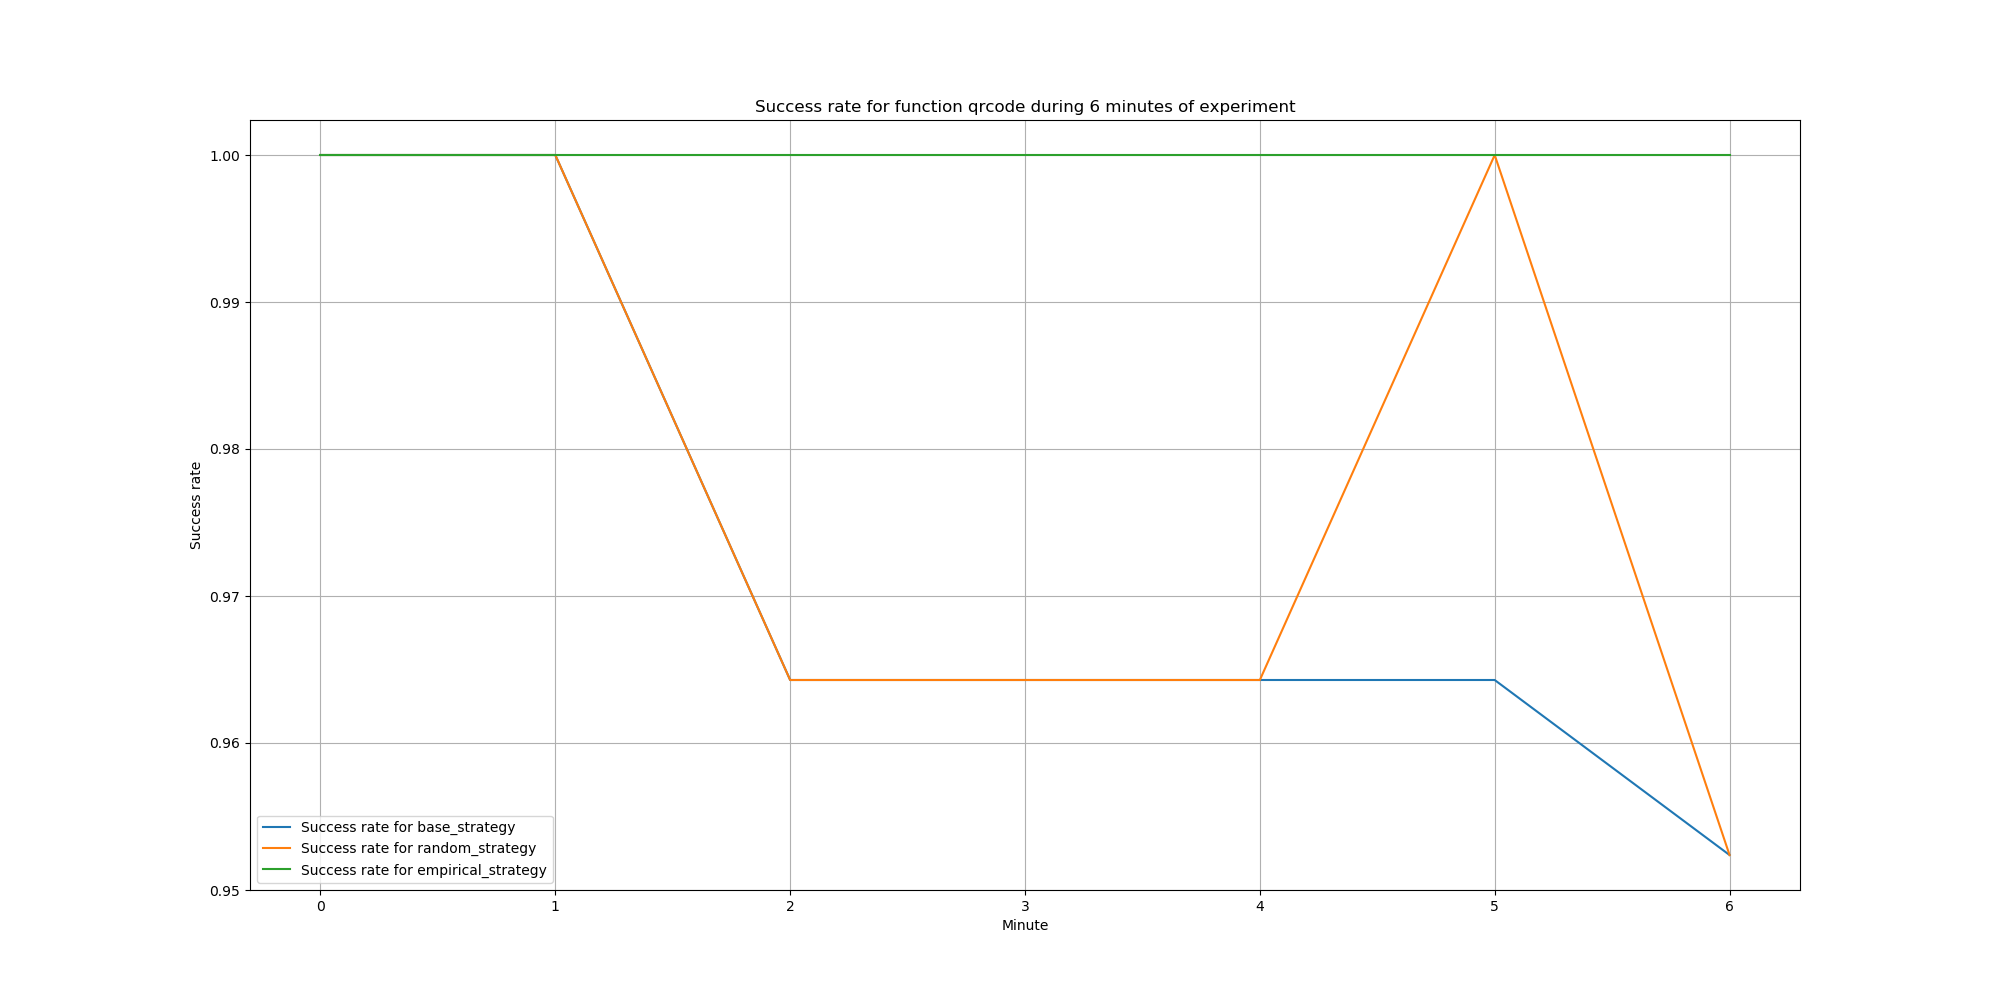 Success rate for function qrcode during 6 minutes of experiment
1.00
0.99
0.98
0.97
0.96
0.95
Success rate
Success rate for base_strategy
Success rate for random_strategy
Success rate for empirical_strategy
0 1 2 3 4 5 6
Minute